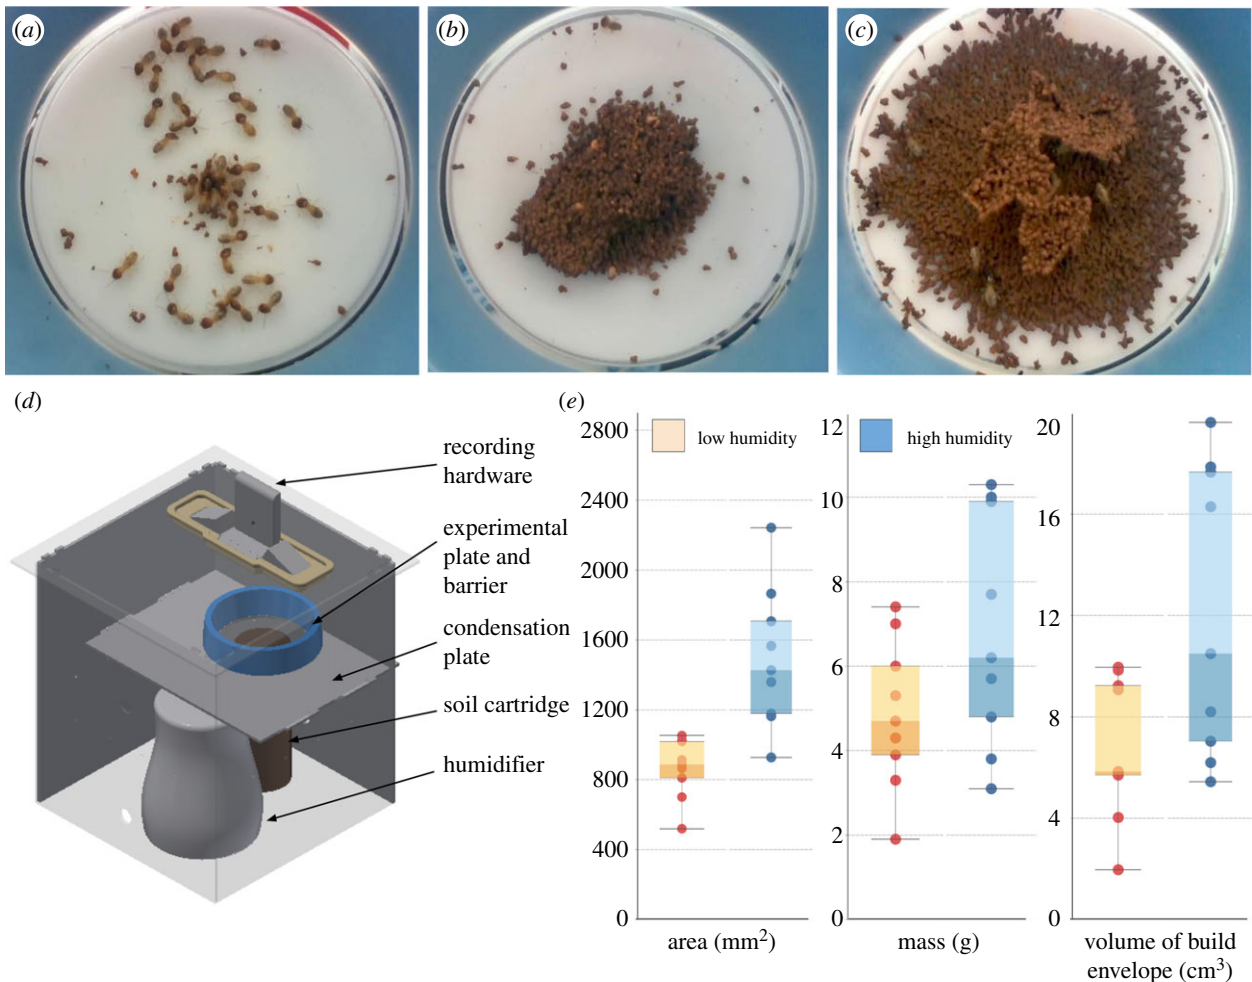 (a)
(b)
(c)
(d)
recording
hardware
experimental
plate and
barrier
condensation
plate
soil cartridge
humidifier
(e)
low humidity
high humidity
2800
2400
2000
1600
1200
800
400
0
area (mm²)
12
10
8
6
4
2
0
mass (g)
20
16
12
8
4
0
volume of build
envelope (cm³)